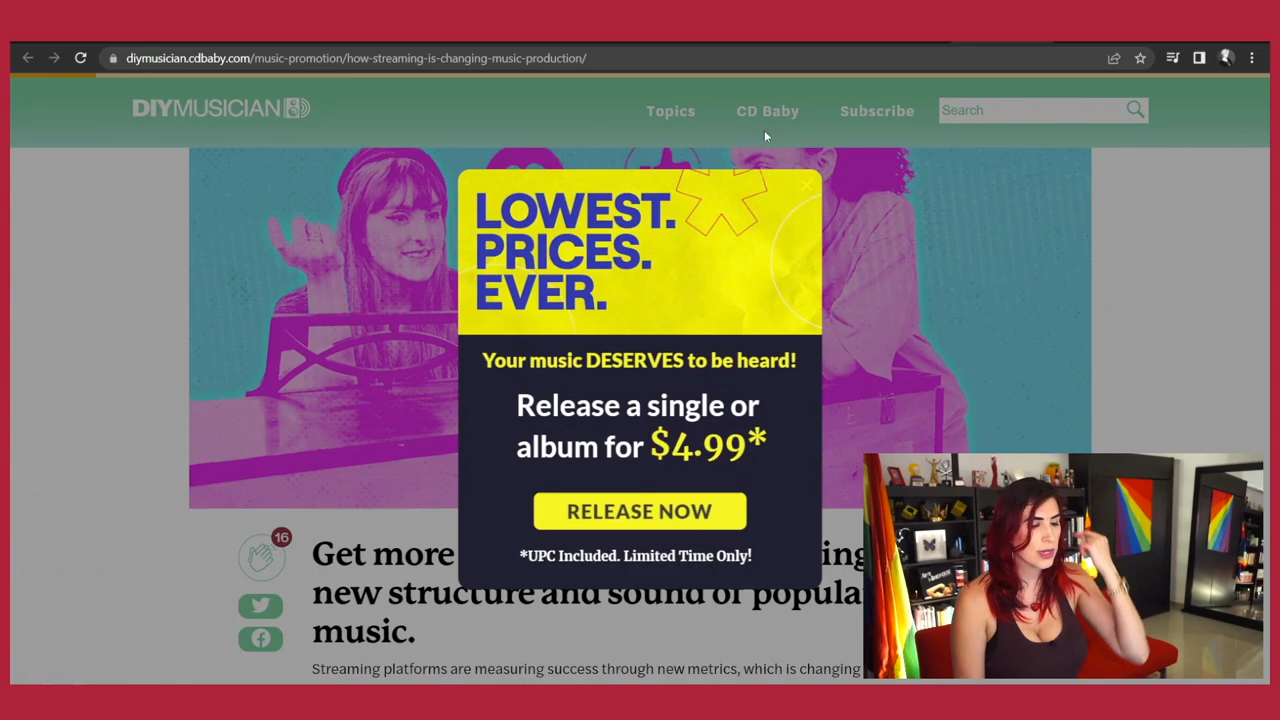 diymusician.cdbaby.com/music-promotion/how-streaming-is-changing-music-production/
DIYMUSICIAN
Topics
CD Baby
Subscribe
Search
LOWEST.
PRICES.
EVER.
Your music DESERVES to be heard!
Release a single or
album for $4.99*
RELEASE NOW
*UPC Included. Limited Time Only!
16
Get more
new structure and sound of popula
music.
Streaming platforms are measuring success through new metrics, which is changing